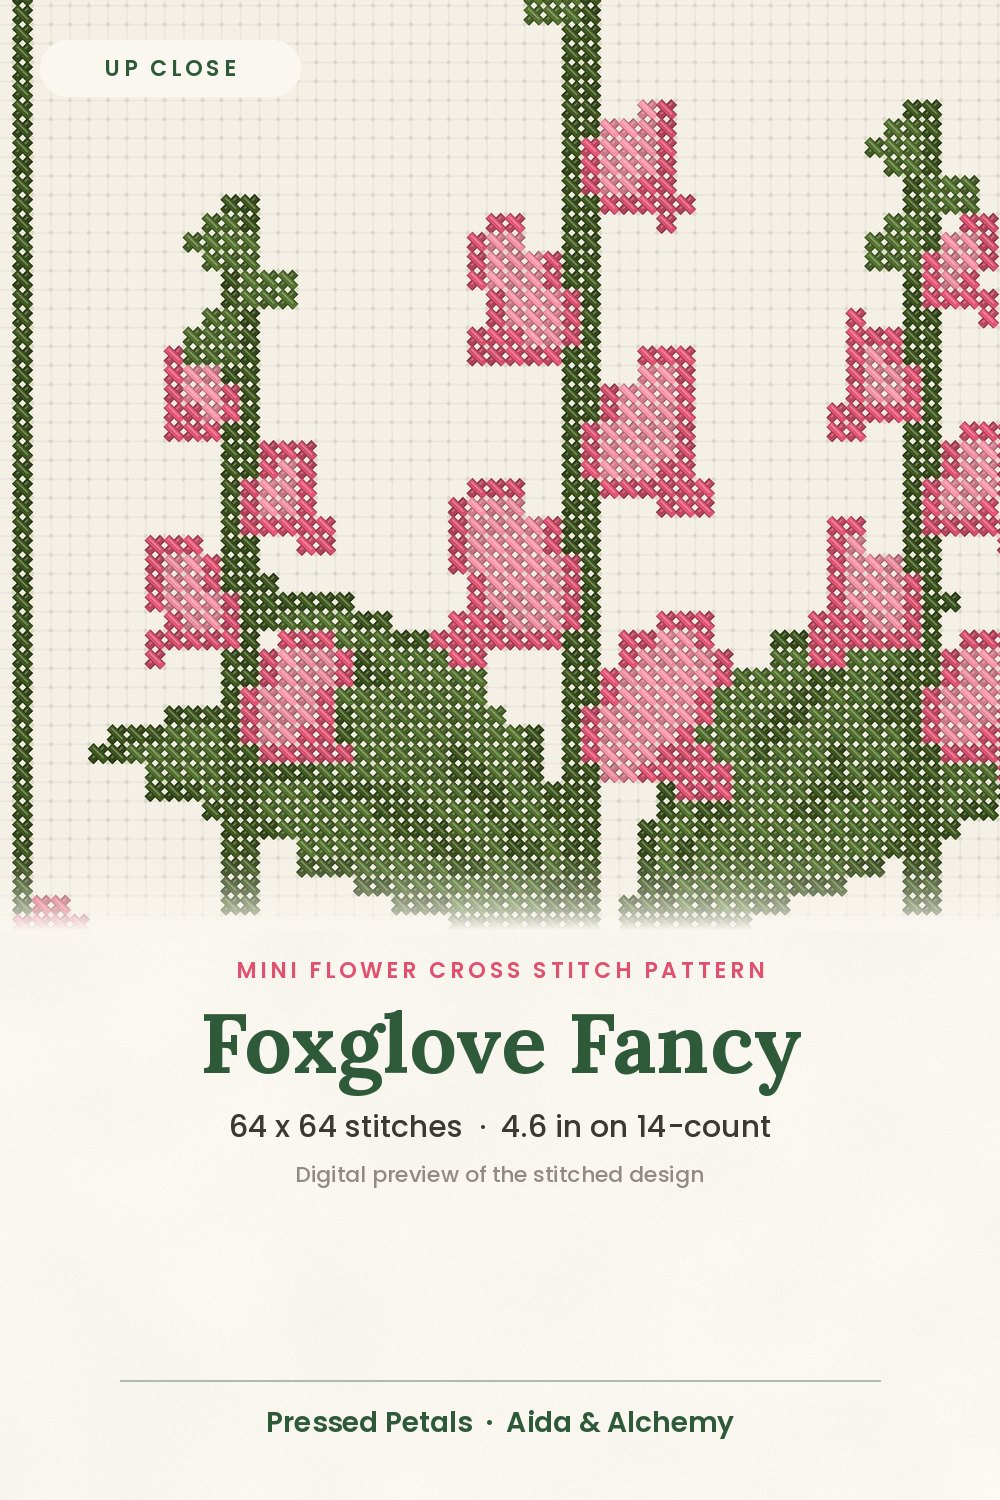 UP CLOSE
MINI FLOWER CROSS STITCH PATTERN
Foxglove Fancy
64 x 64 stitches · 4.6 in on 14-count
Digital preview of the stitched design
Pressed Petals · Aida & Alchemy